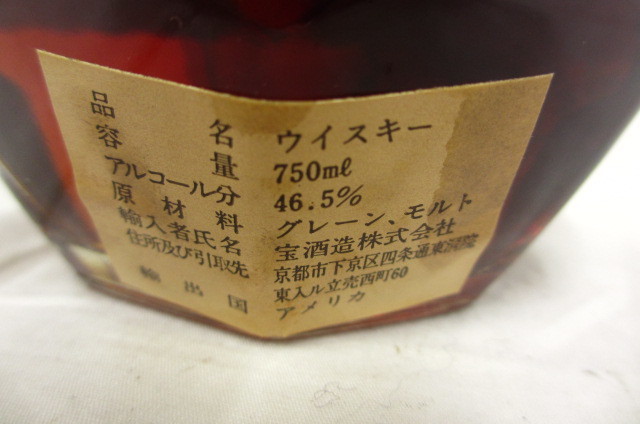 品名 ウイスキー
容量 750mℓ
アルコール分 46.5%
原材料 グレーン、モルト
輸入者氏名 宝酒造株式会社
住所及び引取先 京都市下京区四条通東洞院
東入ル立売西町60
輸出国 アメリカ